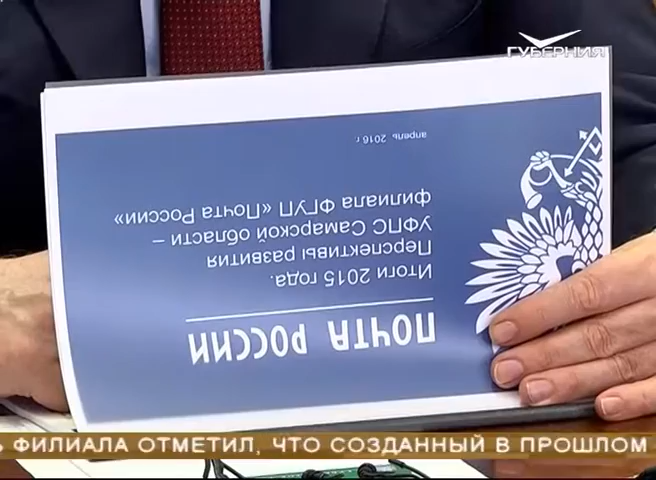 ГУБЕРНИЯ
ПОЧТА РОССИИ
Итоги 2015 года.
Перспективы развития
УФПС Самарской области –
филиала ФГУП «Почта России»
апрель, 2016 г
Ь ФИЛИАЛА ОТМЕТИЛ, ЧТО СОЗДАННЫЙ В ПРОШЛОМ